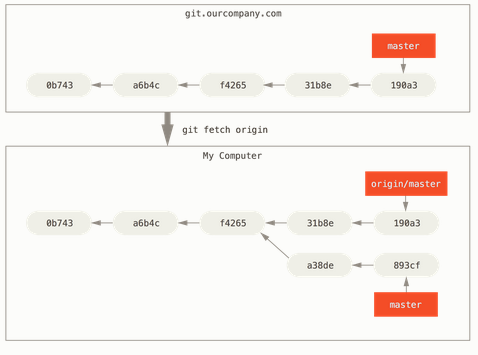 git.ourcompany.com
master
0b743 a6b4c f4265 31b8e 190a3
git fetch origin
My Computer
origin/master
0b743 a6b4c f4265 31b8e 190a3
a38de 893cf
master